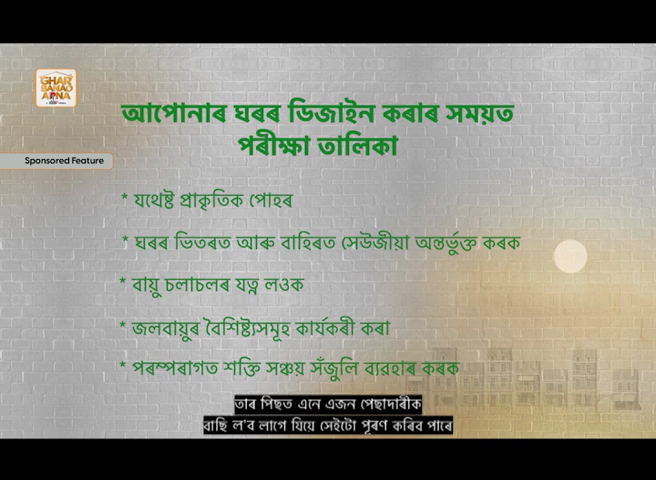 GHAR
BANAO
APNA
আপোনাৰ ঘৰৰ ডিজাইন কৰাৰ সময়ত
পৰীক্ষা তালিকা
Sponsored Feature
* যথেষ্ট প্ৰাকৃতিক পোহৰ
* ঘৰৰ ভিতৰত আৰু বাহিৰত সেউজীয়া অন্তৰ্ভুক্ত কৰক
* বায়ু চলাচলৰ যত্ন লওক
* জলবায়ুৰ বৈশিষ্ট্যসমূহ কাৰ্যকৰী কৰা
* পৰম্পৰাগত শক্তি সঞ্চয় সঁজুলি ব্যৱহাৰ কৰক
তাৰ পিছত এনে এজন পেছাদাৰীক
বাছি ল'ব লাগে যিয়ে সেইটো পূৰণ কৰিব পাৰে